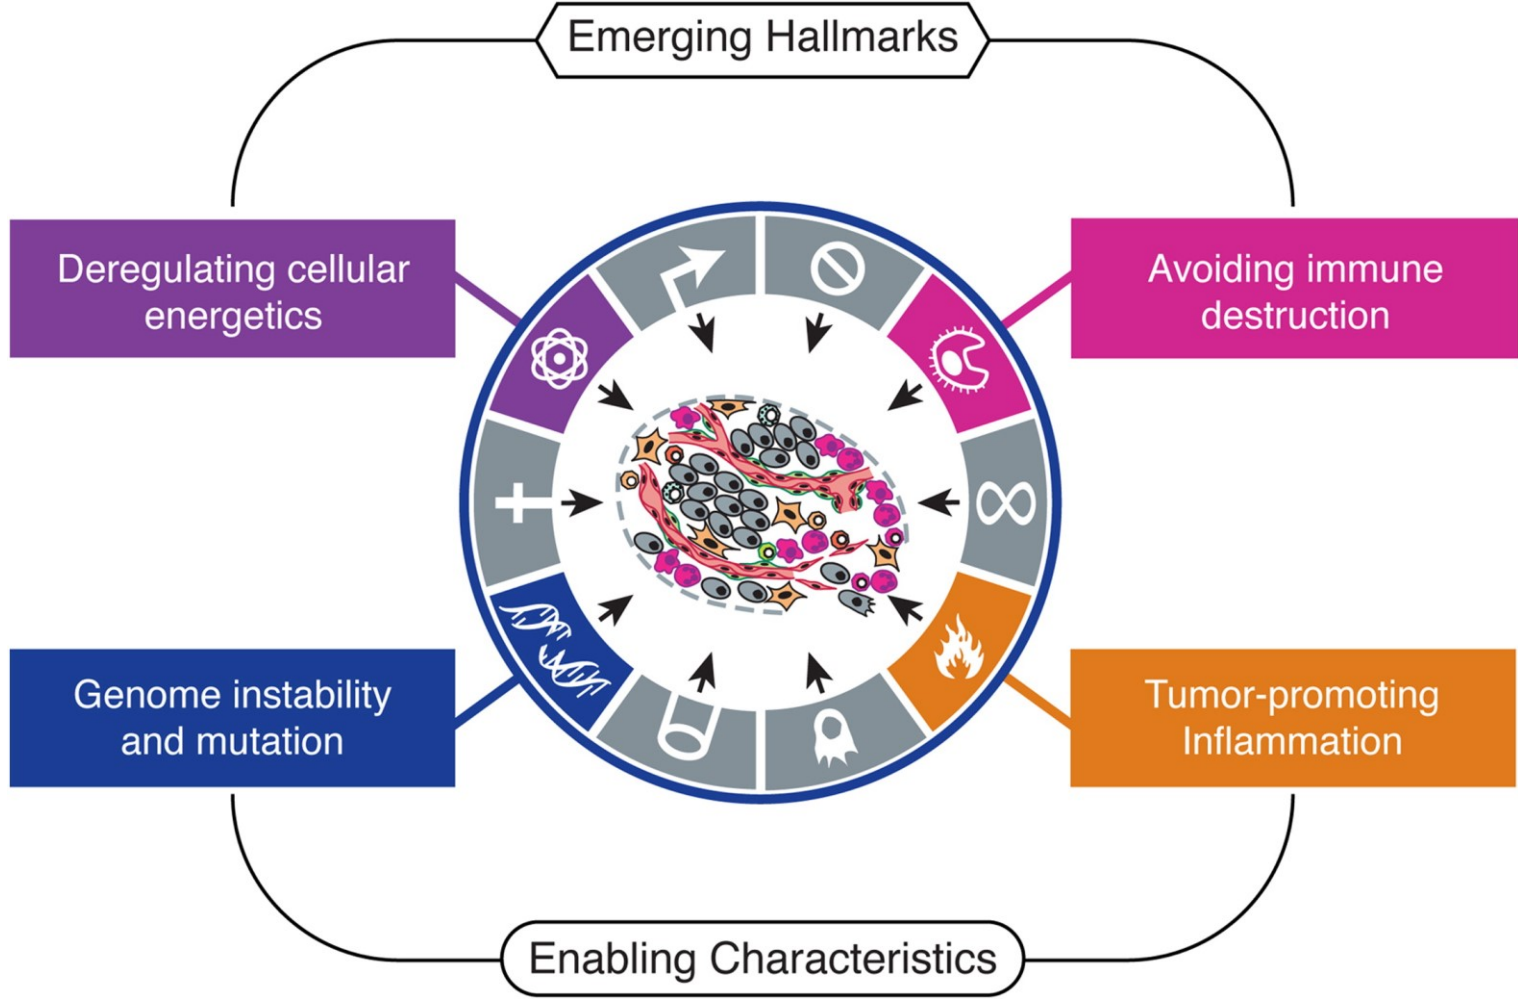 Emerging Hallmarks
Deregulating cellular
energetics
Avoiding immune
destruction
Genome instability
and mutation
Tumor-promoting
Inflammation
Enabling Characteristics